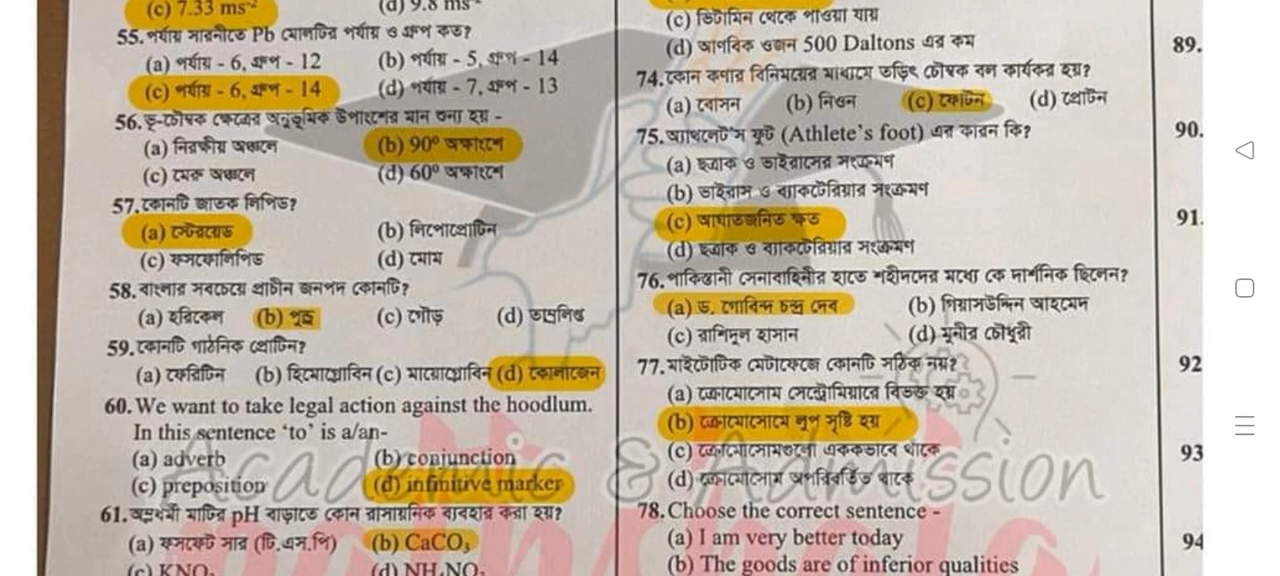 (c) 7.33 ms⁻²
(d) 9.8 ms⁻²
55. পর্যায় সারনীতে Pb মোলটির পর্যায় ও গ্রুপ কত?
(a) পর্যায় - 6, গ্রুপ - 12
(b) পর্যায় - 5, গ্রুপ - 14
(c) পর্যায় - 6, গ্রুপ - 14
(d) পর্যায় - 7, গ্রুপ - 13
56. ভূ-চৌম্বক ক্ষেত্রের অনুভূমিক উপাংশের মান শুন্য হয় -
(a) নিরক্ষীয় অঞ্চলে
(b) 90⁰ অক্ষাংশে
(c) মেরু অঞ্চলে
(d) 60⁰ অক্ষাংশে
57. কোনটি জাতক লিপিড?
(a) স্টেরয়েড
(b) লিপোপ্রোটিন
(c) ফসফোলিপিড
(d) মোম
58. বাংলার সবচেয়ে প্রাচীন জনপদ কোনটি?
(a) হরিকেল
(b) পুন্ড্র
(c) গৌড়
(d) তাম্রলিপ্ত
59. কোনটি গাঠনিক প্রোটিন?
(a) ফেরিটিন
(b) হিমোগ্লোবিন
(c) মায়োগ্লোবিন
(d) কোলাজেন
60. We want to take legal action against the hoodlum.
In this sentence ‘to’ is a/an-
(a) adverb
(b) conjunction
(c) preposition
(d) infinitive marker
61. অম্লধর্মী মাটির pH বাড়াতে কোন রাসায়নিক ব্যবহার করা হয়?
(a) ফসফেট সার (টি.এস.পি)
(b) CaCO₃
(c) KNO₃
(d) NH₄NO₃
(c) ভিটামিন থেকে পাওয়া যায়
(d) আণবিক ওজন 500 Daltons এর কম
74. কোন কণার বিনিময়ের মাধ্যমে তড়িৎ চৌম্বক বল কার্যকর হয়?
(a) বোসন
(b) নিওন
(c) ফোটন
(d) প্রোটন
75. অ্যাথলেট'স ফুট (Athlete’s foot) এর কারন কি?
(a) ছত্রাক ও ভাইরাসের সংক্রমণ
(b) ভাইরাস ও ব্যাকটেরিয়ার সংক্রমণ
(c) আঘাতজনিত ক্ষত
(d) ছত্রাক ও ব্যাকটেরিয়ার সংক্রমণ
76. পাকিস্তানী সেনাবাহিনীর হাতে শহীদদের মধ্যে কে দার্শনিক ছিলেন?
(a) ড. গোবিন্দ চন্দ্র দেব
(b) গিয়াসউদ্দিন আহমেদ
(c) রাশিদুল হাসান
(d) মুনীর চৌধুরী
77. মাইটোটিক মেটাফেজে কোনটি সঠিক নয়?
(a) ক্রোমোসোম সেন্ট্রোমিয়ারে বিভক্ত হয়
(b) ক্রোমোসোমে লুপ সৃষ্টি হয়
(c) ক্রোমোসোমগুলো এককভাবে থাকে
(d) ক্রোমোসোম অপরিবর্তিত থাকে
78. Choose the correct sentence -
(a) I am very better today
(b) The goods are of inferior qualities
89.
90.
91.
92
93
94
Academic & Admission